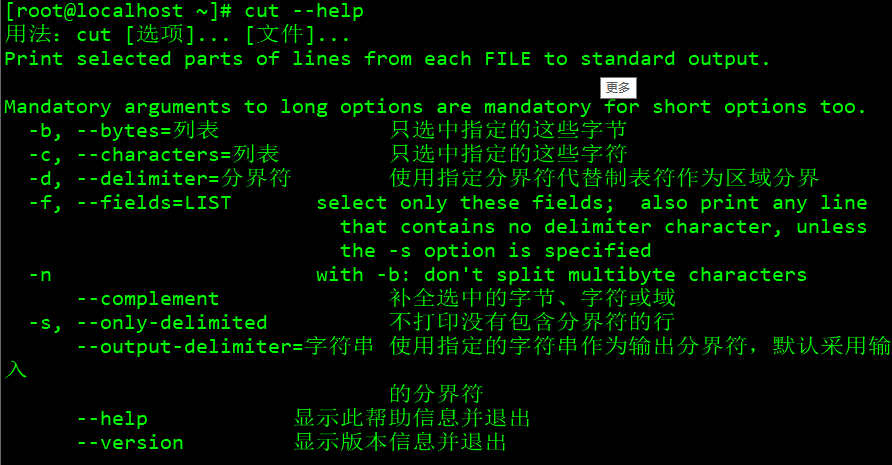 [root@localhost ~]# cut --help
用法：cut [选项]... [文件]...
Print selected parts of lines from each FILE to standard output.
更多
Mandatory arguments to long options are mandatory for short options too.
  -b, --bytes=列表              只选中指定的这些字节
  -c, --characters=列表         只选中指定的这些字符
  -d, --delimiter=分界符        使用指定分界符代替制表符作为区域分界
  -f, --fields=LIST       select only these fields;  also print any line
                            that contains no delimiter character, unless
                            the -s option is specified
  -n                      with -b: don't split multibyte characters
      --complement              补全选中的字节、字符或域
  -s, --only-delimited          不打印没有包含分界符的行
      --output-delimiter=字符串 使用指定的字符串作为输出分界符，默认采用输
入
                                的分界符
      --help            显示此帮助信息并退出
      --version         显示版本信息并退出